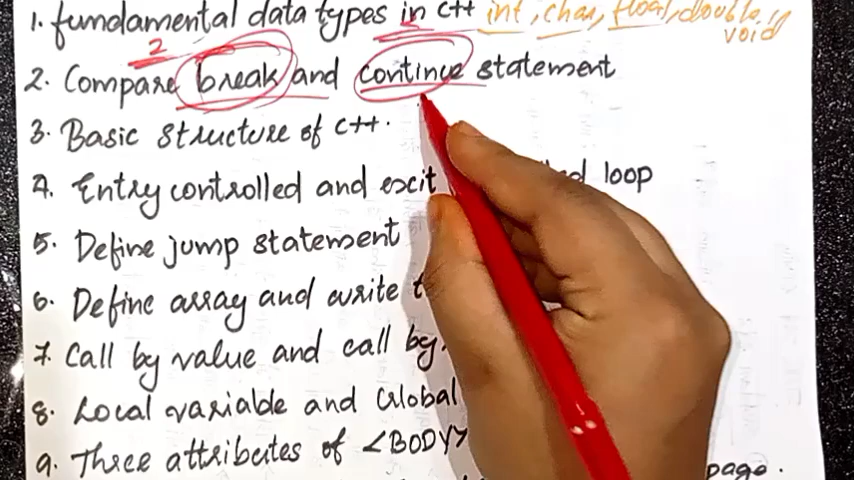 1. fundamental data types in C++ int, char, float, double, void
2
2. Compare break and continue statement
3. Basic structure of C++.
4. Entry controlled and excit loop
5. Define jump statement
6. Define array and write
7. Call by value and call by
8. Local variable and Global
9. Three attributes of <BODY> page.